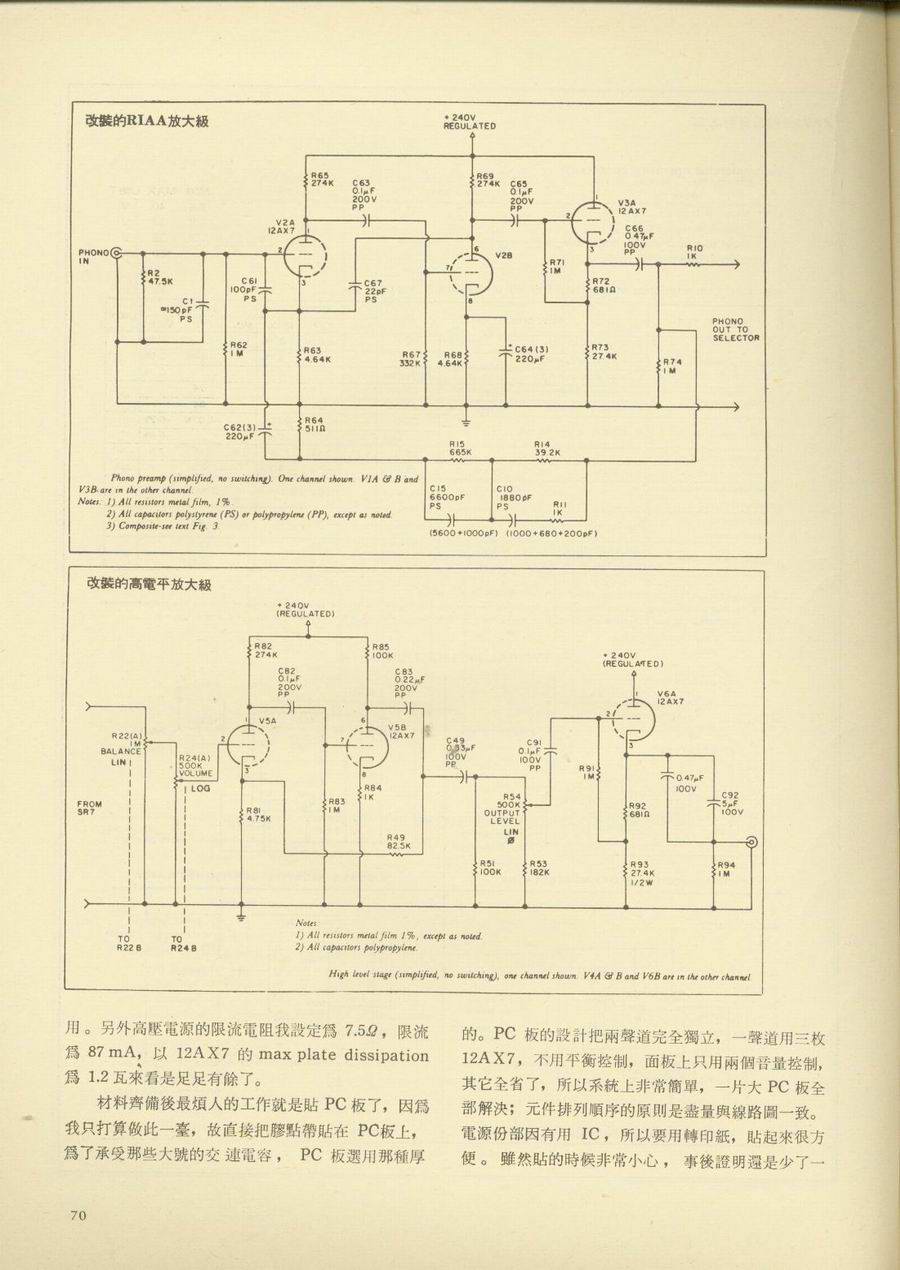 改裝的RIAA放大級
+ 240V
REGULATED
R65
274K
C63
0.1µF
200V
PP
R69
274K
C65
0.1µF
200V
PP
V2A
12AX7
V3A
12AX7
C66
0.47µF
100V
PP
R10
1K
PHONO
IN
R2
47.5K
C1
≈150pF
PS
C61
100pF
PS
C67
22pF
PS
V2B
R71
1M
R72
681Ω
PHONO
OUT TO
SELECTOR
R62
1M
R63
4.64K
R67
332K
R68
4.64K
C64(3)
220µF
R73
27.4K
R74
1M
C62(3)
220µF
R64
511Ω
R15
665K
R14
39.2K
C15
6600pF
PS
C10
1880pF
PS
R11
1K
(5600+1000pF) (1000+680+200pF)
Phono preamp (simplified, no switching). One channel shown. V1A & B and
V3B are in the other channel.
Notes: 1) All resistors metal film, 1%.
2) All capacitors polystyrene (PS) or polypropylene (PP), except as noted.
3) Composite-see text Fig. 3.
改裝的高電平放大級
+ 240V
(REGULATED)
R82
274K
R85
100K
C82
0.1µF
200V
PP
C83
0.22µF
200V
PP
+ 240V
(REGULATED)
V6A
12AX7
V5A
V5B
12AX7
R22(A)
1M
BALANCE
LIN
R24(A)
500K
VOLUME
LOG
C49
0.33µF
100V
PP
C91
0.1µF
100V
PP
R91
1M
0.47µF
100V
C92
5µF
100V
FROM
SR7
R81
4.75K
R83
1M
R84
1K
R49
82.5K
R54
500K
OUTPUT
LEVEL
LIN
Ø
R92
681Ω
R51
100K
R53
182K
R93
27.4K
1/2W
R94
1M
TO
R22B
TO
R24B
Notes
1) All resistors metal film 1%, except as noted.
2) All capacitors polypropylene.
High level stage (simplified, no switching), one channel shown. V4A & B and V6B are in the other channel
用。另外高壓電源的限流電阻我設定爲 7.5Ω，限流
爲 87 mA，以 12AX7 的 max plate dissipation
爲 1.2 瓦來看是足足有餘了。
材料齊備後最煩人的工作就是貼 PC 板了，因爲
我只打算做此一臺，故直接把膠點帶貼在 PC板上，
爲了承受那些大號的交 連電容， PC 板選用那種厚
的。PC 板的設計把兩聲道完全獨立，一聲道用三枚
12AX7，不用平衡控制，面板上只用兩個音量控制，
其它全省了，所以系統上非常簡單，一片大 PC 板全
部解決；元件排列順序的原則是盡量與線路圖一致。
電源份部因有用 IC，所以要用轉印紙，貼起來很方
便。雖然貼的時候非常小心， 事後證明還是少了一
70